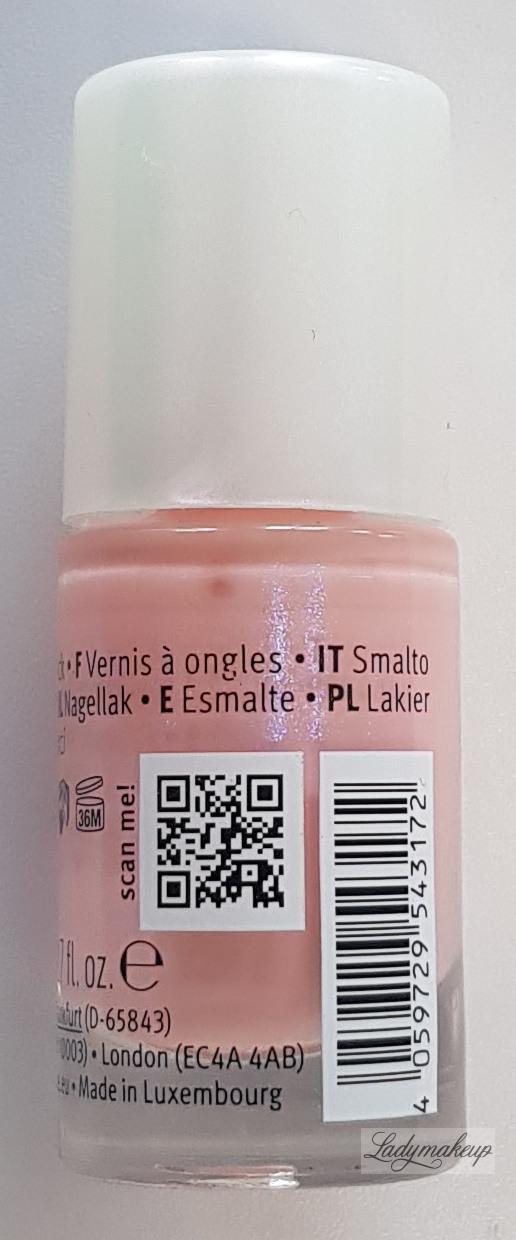 • F Vernis à ongles • IT Smalto
Nagellak • E Esmalte • PL Lakier
36M
scan me!
4 059729 543172
fl. oz. e
(D-65843)
• London (EC4A 4AB)
• Made in Luxembourg
Ladymakeup